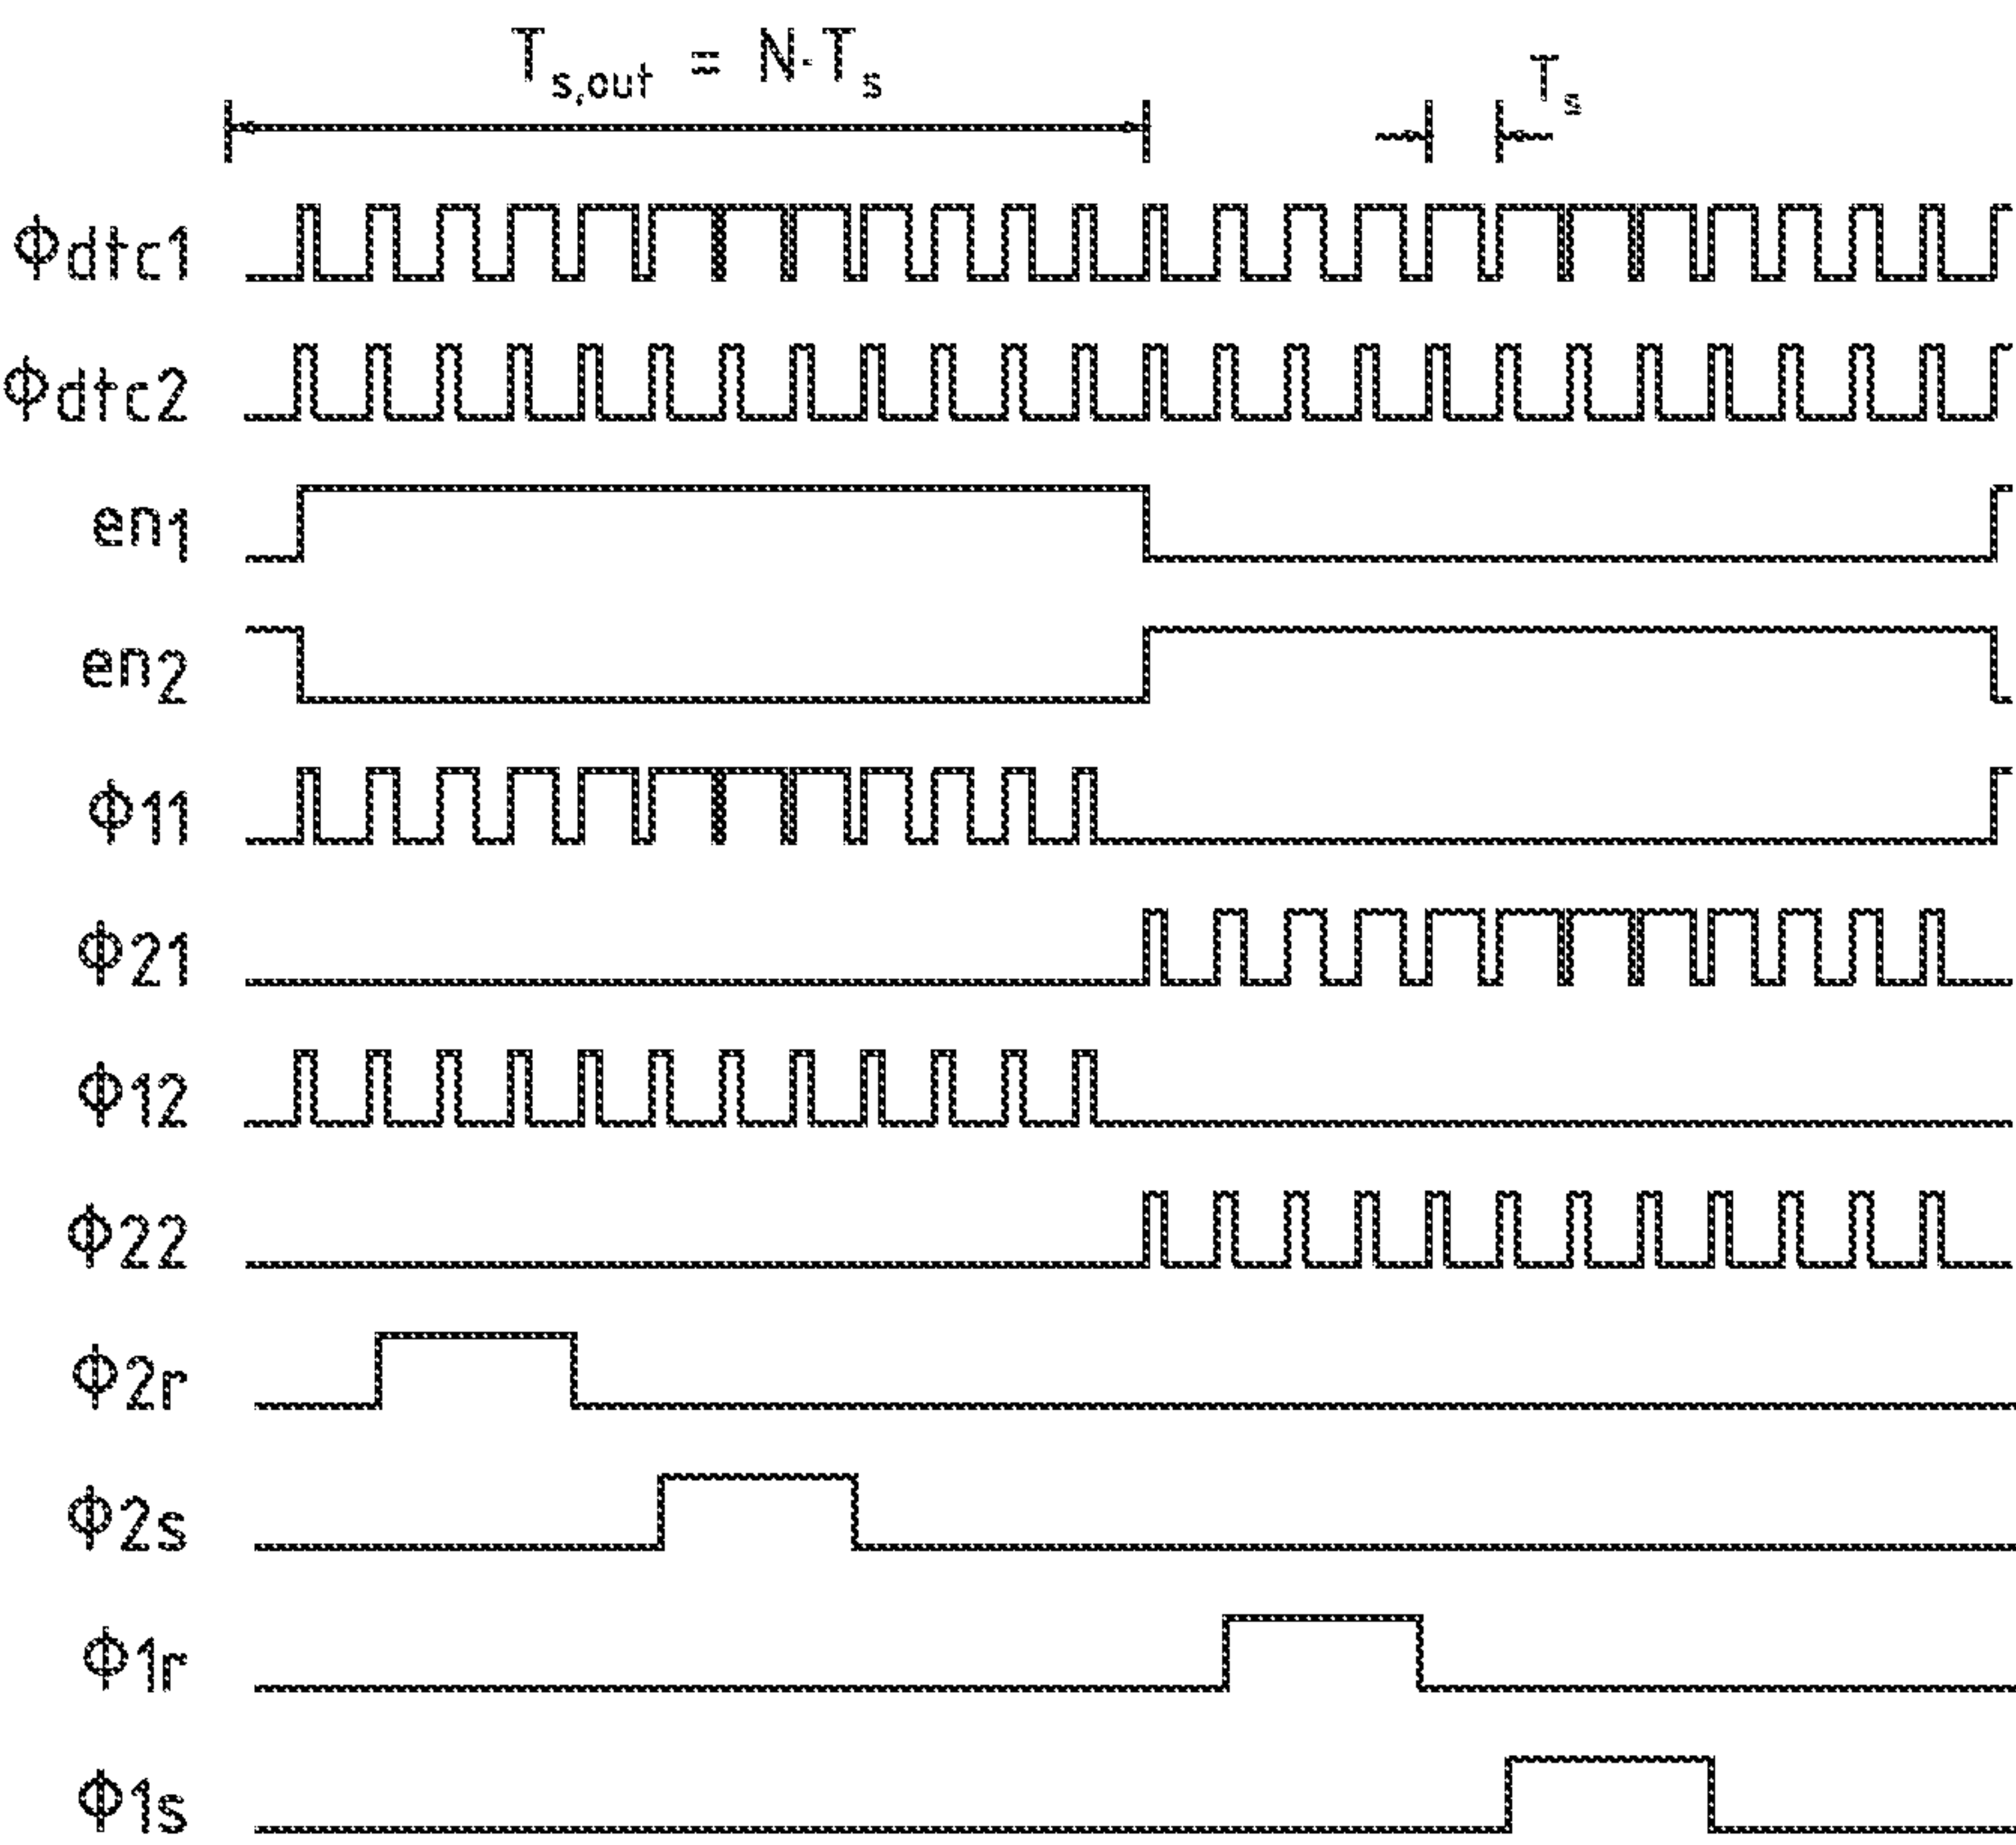 Ts,out = N·Ts
Ts
Φdtc1
Φdtc2
en1
en2
Φ11
Φ21
Φ12
Φ22
Φ2r
Φ2s
Φ1r
Φ1s